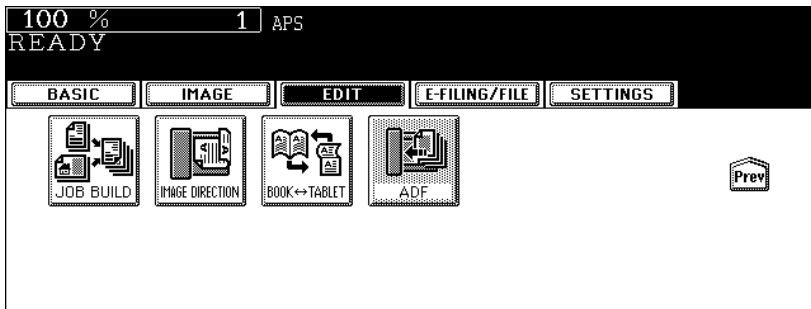 100 % 1 APS
READY
BASIC IMAGE EDIT E-FILING/FILE SETTINGS
JOB BUILD IMAGE DIRECTION BOOK↔TABLET ADF
Prev